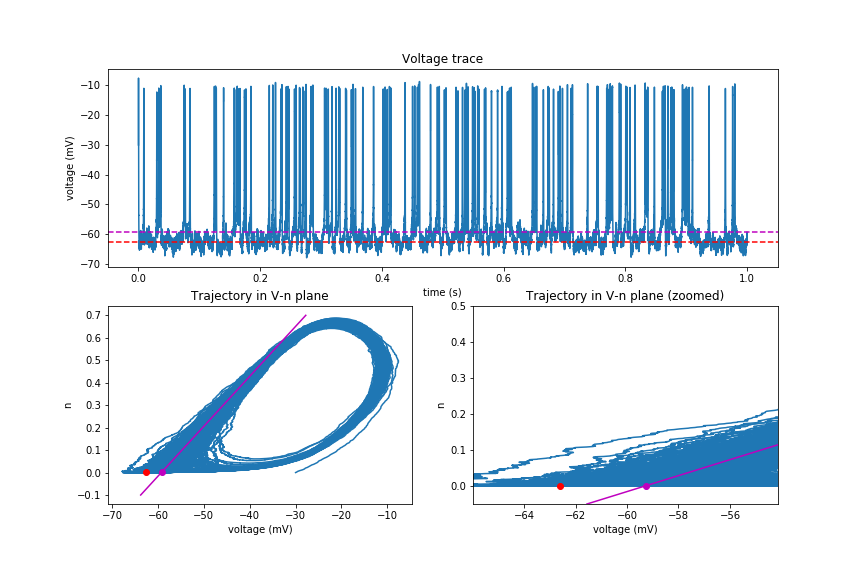 Voltage trace
voltage (mV)
−10
−20
−30
−40
−50
−60
−70
0.0 0.2 0.4 0.6 0.8 1.0
time (s)
Trajectory in V-n plane
n
0.7
0.6
0.5
0.4
0.3
0.2
0.1
0.0
−0.1
−70 −60 −50 −40 −30 −20 −10
voltage (mV)
Trajectory in V-n plane (zoomed)
n
0.5
0.4
0.3
0.2
0.1
0.0
−64 −62 −60 −58 −56
voltage (mV)